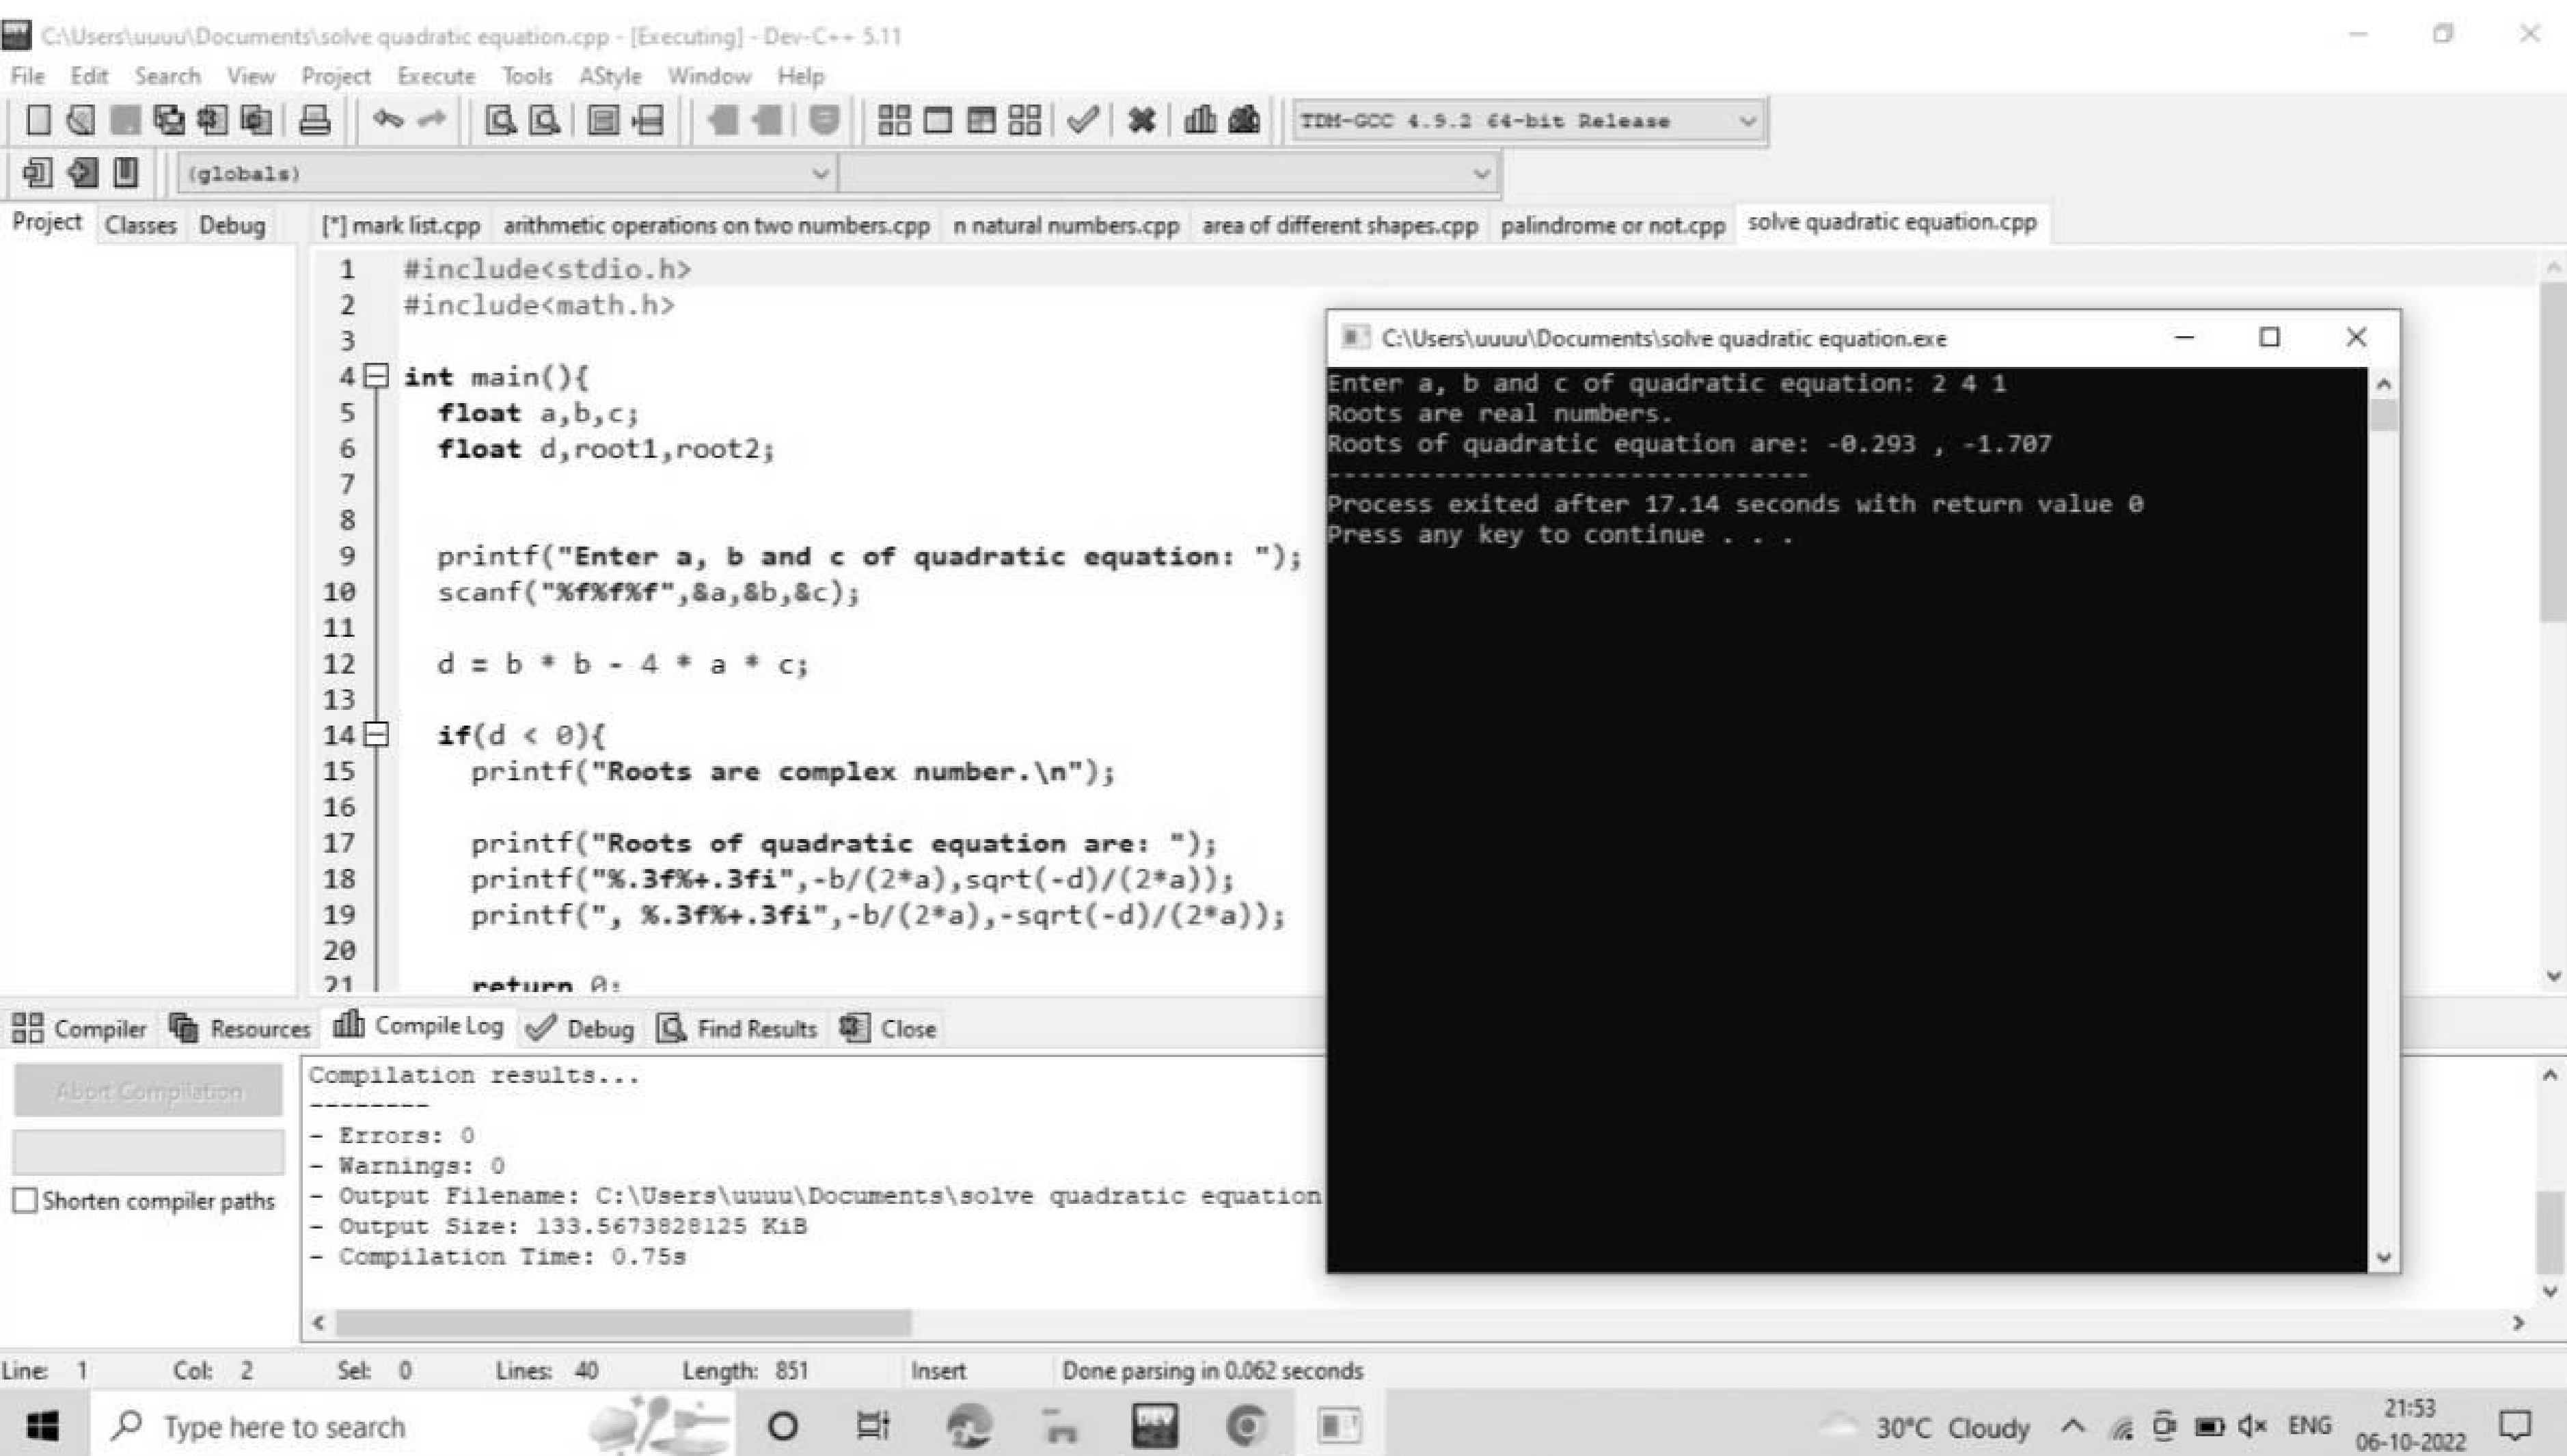 C:\Users\uuuu\Documents\solve quadratic equation.cpp - [Executing] - Dev-C++ 5.11
File Edit Search View Project Execute Tools AStyle Window Help
TDM-GCC 4.9.2 64-bit Release
(globals)
Project Classes Debug [*] mark list.cpp arithmetic operations on two numbers.cpp n natural numbers.cpp area of different shapes.cpp palindrome or not.cpp solve quadratic equation.cpp
1 #include<stdio.h>
2 #include<math.h>
3
4 int main(){
5 float a,b,c;
6 float d,root1,root2;
7
8
9 printf("Enter a, b and c of quadratic equation: ");
10 scanf("%f%f%f",&a,&b,&c);
11
12 d = b * b - 4 * a * c;
13
14 if(d < 0){
15 printf("Roots are complex number.\n");
16
17 printf("Roots of quadratic equation are: ");
18 printf("%.3f%+.3fi",-b/(2*a),sqrt(-d)/(2*a));
19 printf(", %.3f%+.3fi",-b/(2*a),-sqrt(-d)/(2*a));
20
21 return 0;
C:\Users\uuuu\Documents\solve quadratic equation.exe
Enter a, b and c of quadratic equation: 2 4 1
Roots are real numbers.
Roots of quadratic equation are: -0.293 , -1.707
--------------------------------
Process exited after 17.14 seconds with return value 0
Press any key to continue . . .
Compiler Resources Compile Log Debug Find Results Close
Abort Compilation
Shorten compiler paths
Compilation results...
--------
- Errors: 0
- Warnings: 0
- Output Filename: C:\Users\uuuu\Documents\solve quadratic equation
- Output Size: 133.5673828125 KiB
- Compilation Time: 0.75s
Line: 1 Col: 2 Sel: 0 Lines: 40 Length: 851 Insert Done parsing in 0.062 seconds
Type here to search
DEV
30°C Cloudy ENG
21:53
06-10-2022